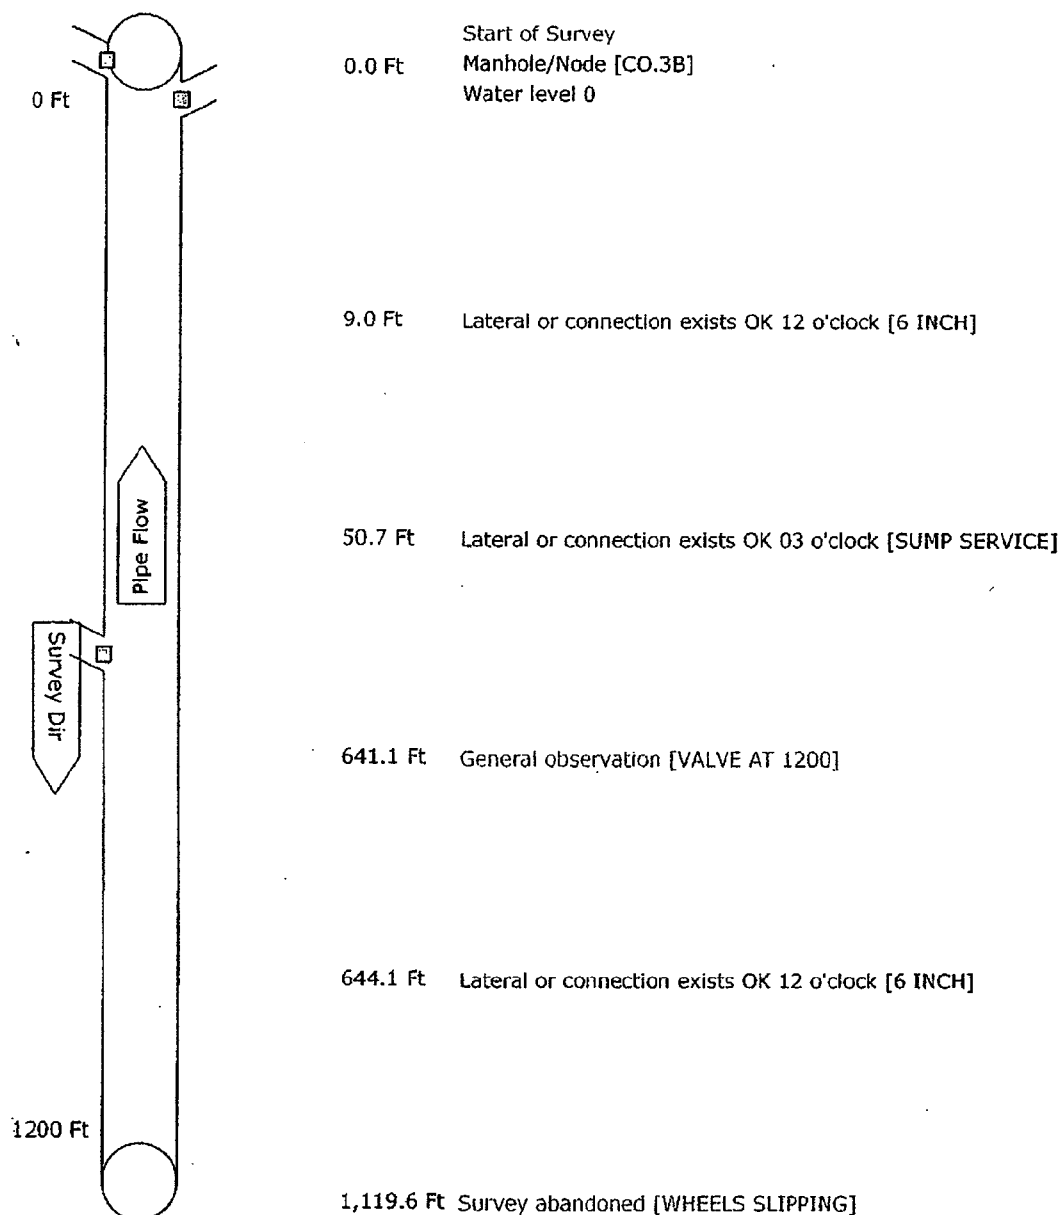 Start of Survey
0.0 Ft Manhole/Node [CO.3B]
Water level 0
0 Ft
9.0 Ft Lateral or connection exists OK 12 o'clock [6 INCH]
Pipe Flow
50.7 Ft Lateral or connection exists OK 03 o'clock [SUMP SERVICE]
Survey Dir
641.1 Ft General observation [VALVE AT 1200]
644.1 Ft Lateral or connection exists OK 12 o'clock [6 INCH]
1200 Ft
1,119.6 Ft Survey abandoned [WHEELS SLIPPING]